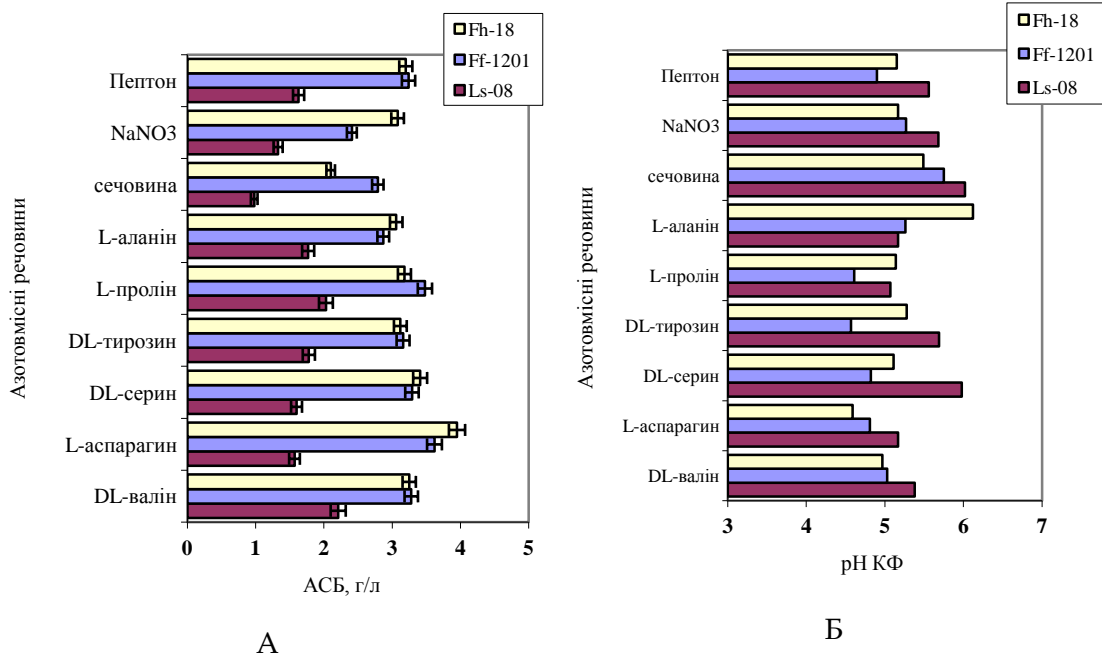 Fh-18
Ff-1201
Ls-08
Азотовмісні речовини
Пептон
NaNO3
сечовина
L-аланін
L-пролін
DL-тирозин
DL-серин
L-аспарагин
DL-валін
0 1 2 3 4 5
АСБ, г/л
А
Fh-18
Ff-1201
Ls-08
Азотовмісні речовини
Пептон
NaNO3
сечовина
L-аланін
L-пролін
DL-тирозин
DL-серин
L-аспарагин
DL-валін
3 4 5 6 7
рН КФ
Б